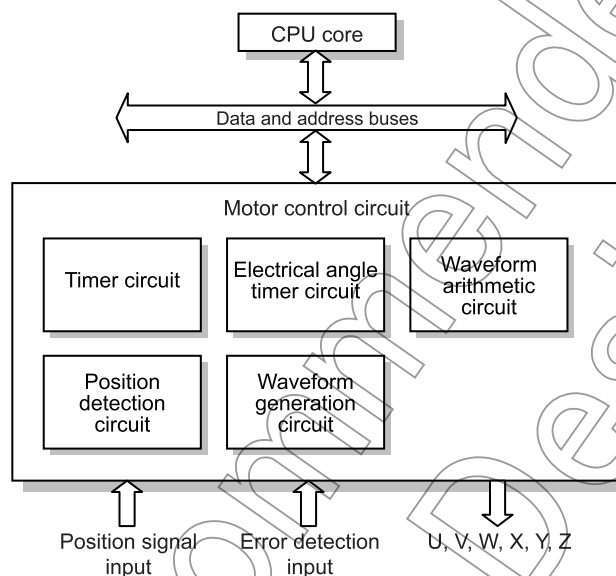 CPU core
Data and address buses
Motor control circuit
Timer circuit
Electrical angle
timer circuit
Waveform
arithmetic
circuit
Position
detection
circuit
Waveform
generation
circuit
Position signal
input
Error detection
input
U, V, W, X, Y, Z